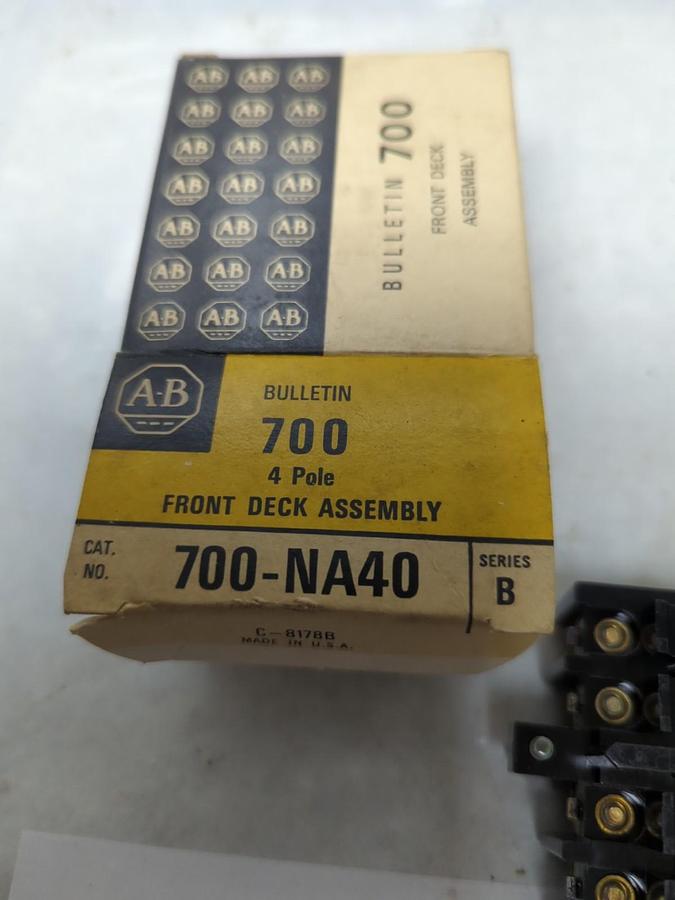 A-B A-B A-B
A-B A-B A-B
A-B A-B A-B
A-B A-B A-B
A-B A-B A-B
A-B A-B A-B
A-B A-B A-B
BULLETIN 700
FRONT DECK
ASSEMBLY
A-B
BULLETIN
700
4 Pole
FRONT DECK ASSEMBLY
CAT.
NO.
700-NA40
SERIES
B
C-8178B
MADE IN U.S.A.